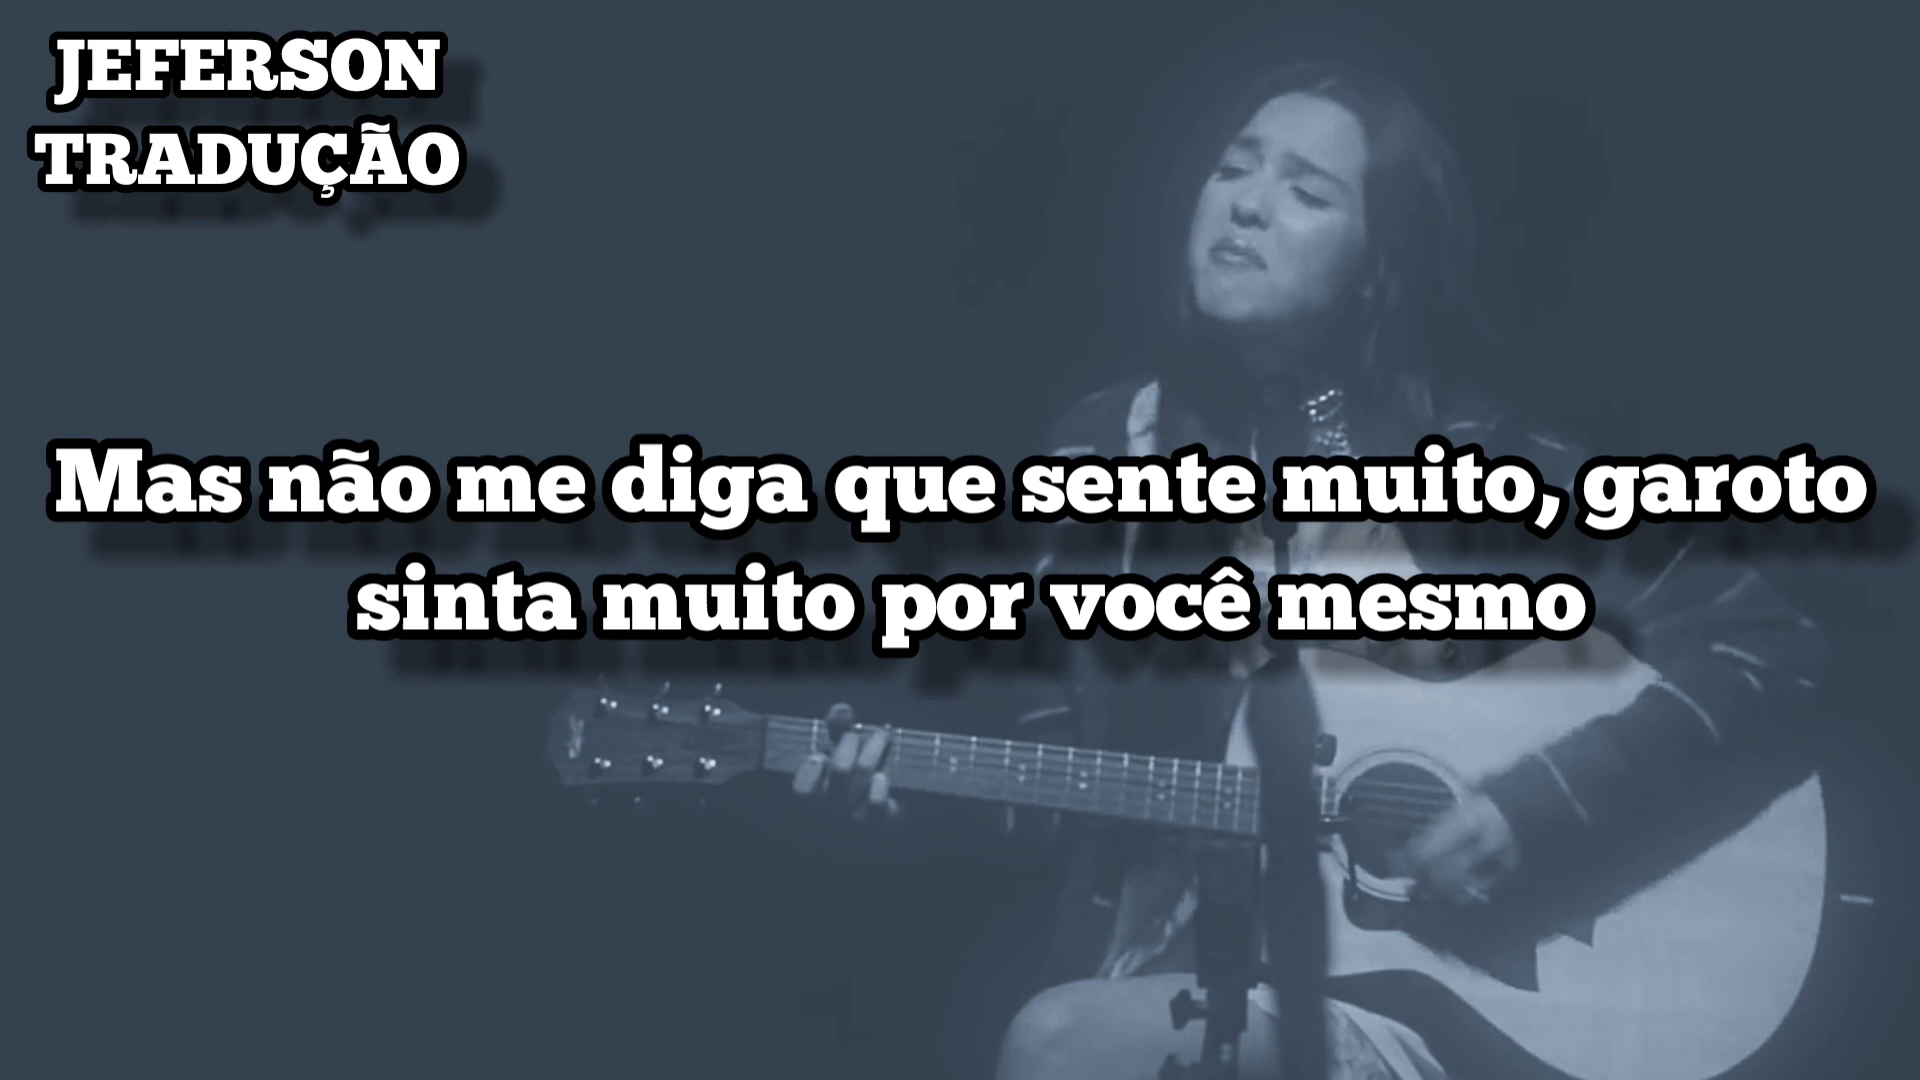 JEFERSON
TRADUÇÃO
Mas não me diga que sente muito, garoto
sinta muito por você mesmo